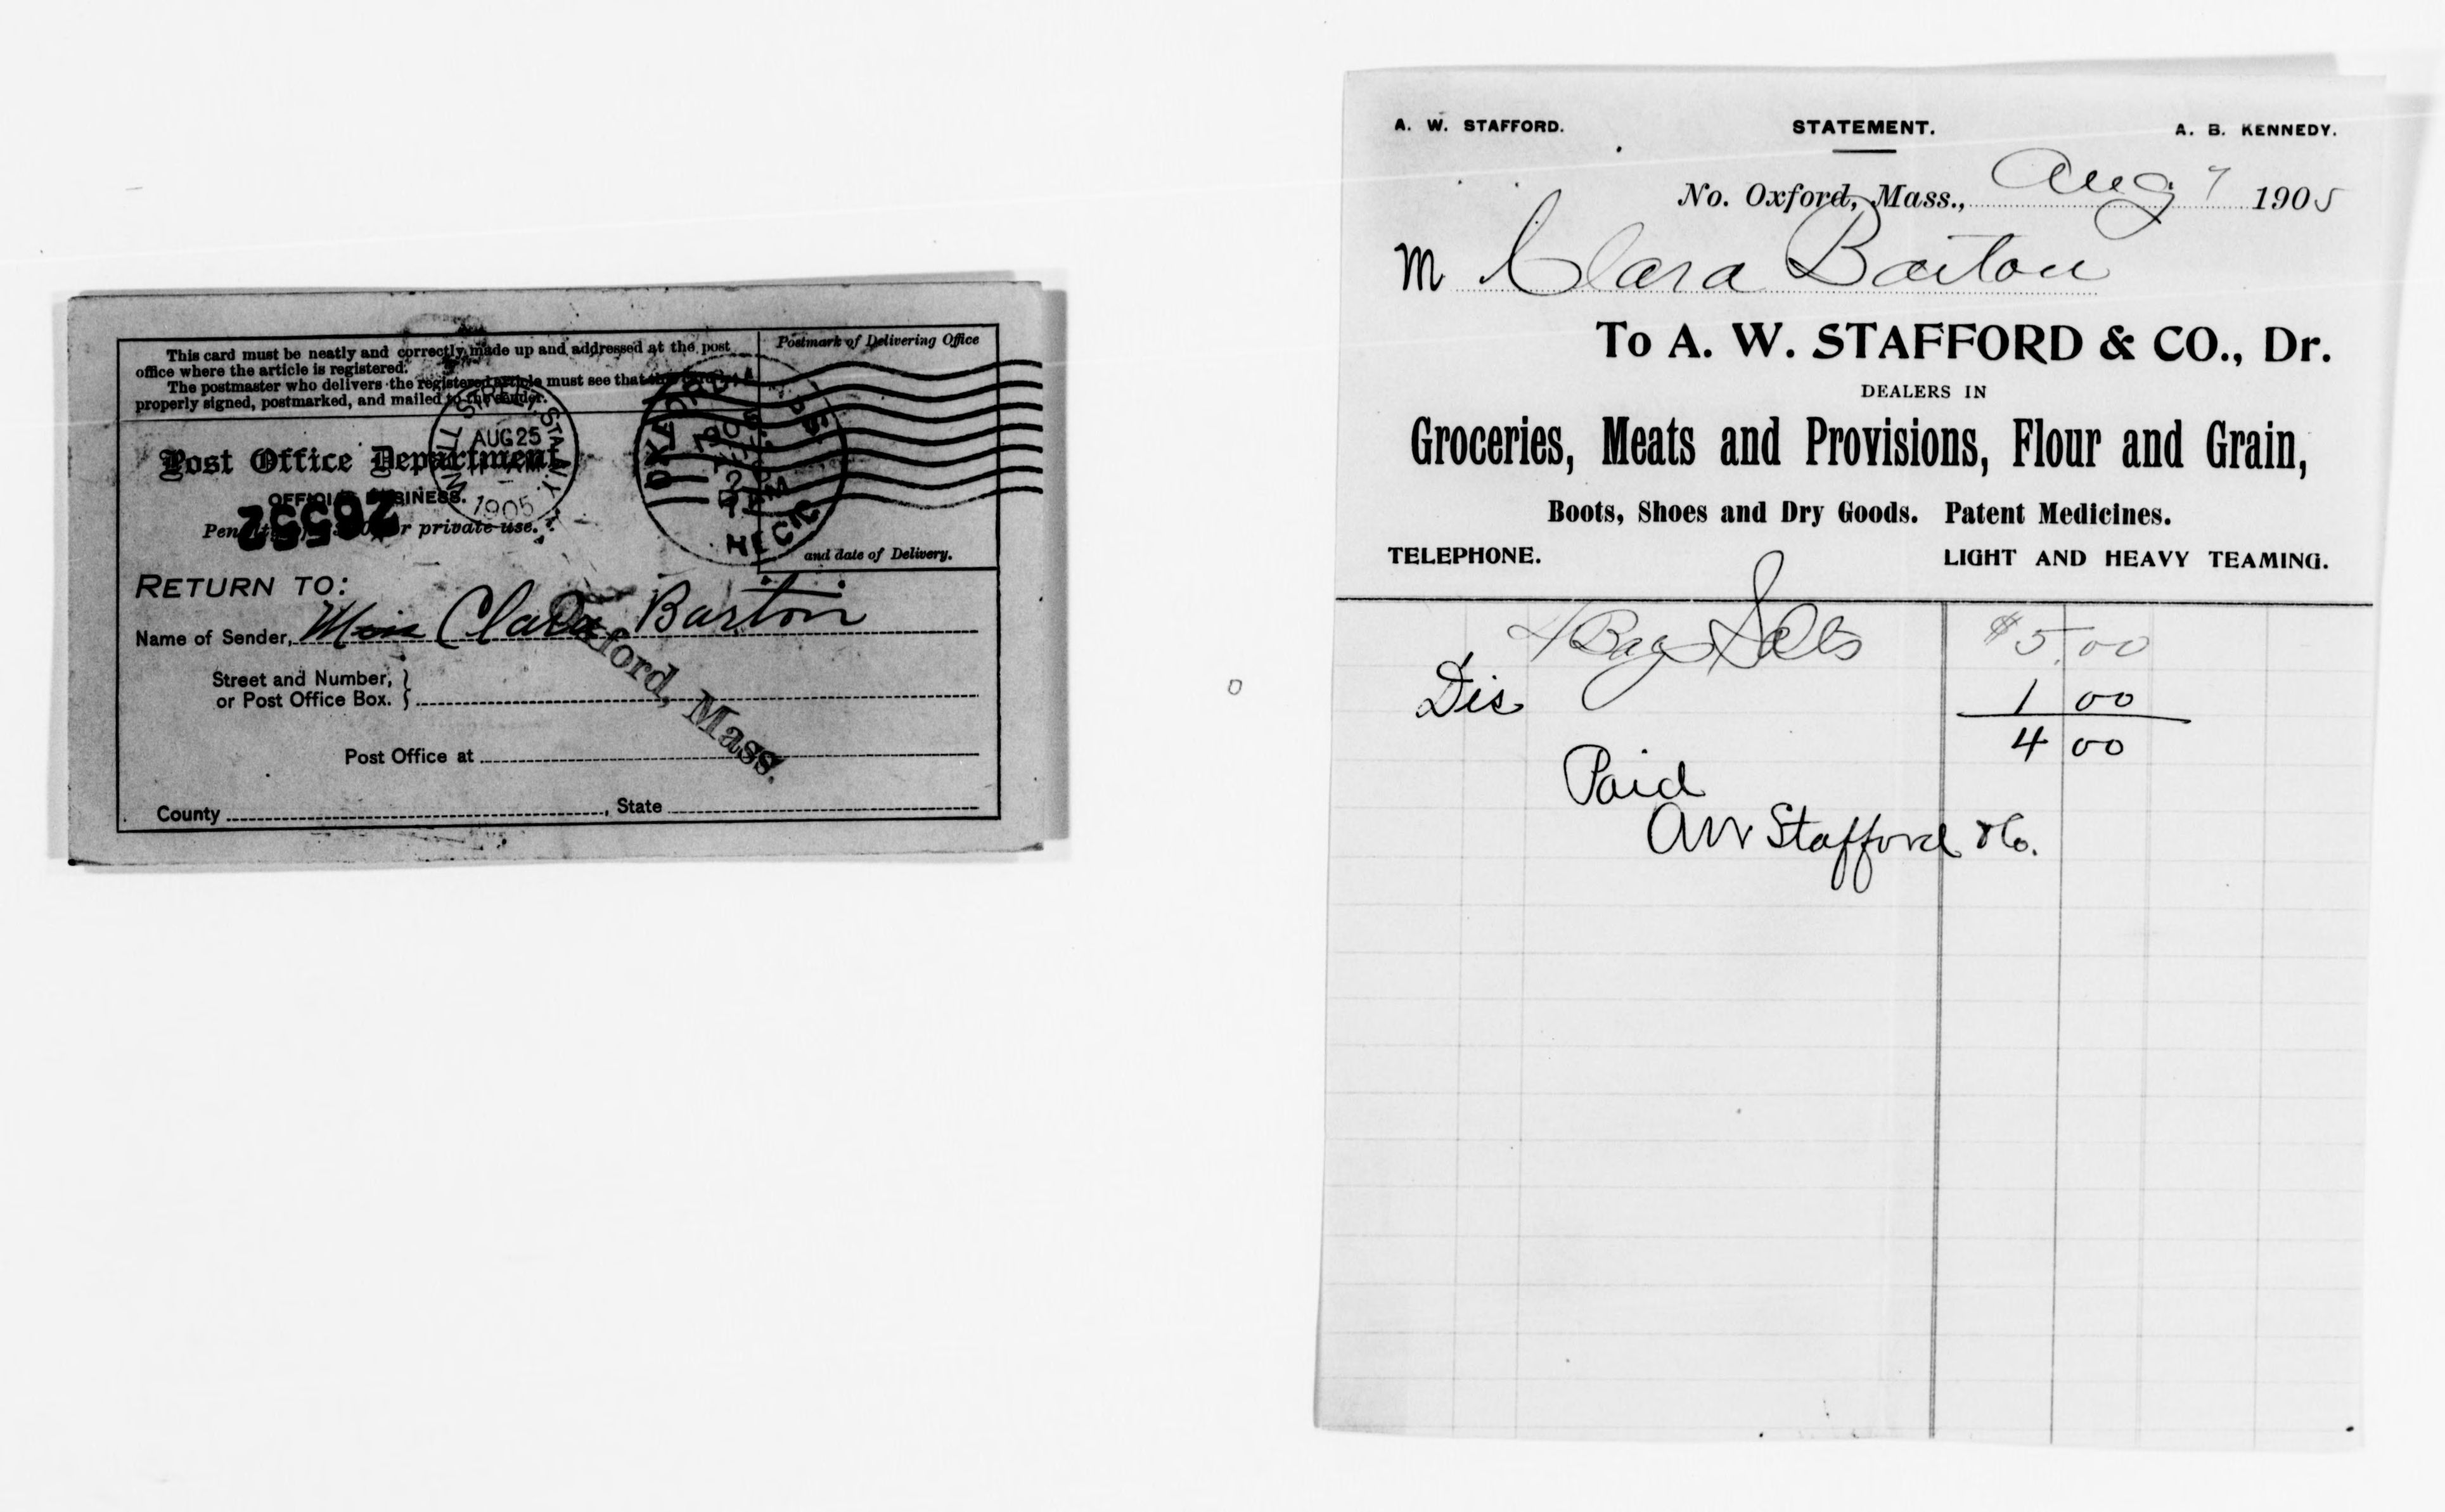 This card must be neatly and correctly made up and addressed at the post
office where the article is registered.
The postmaster who delivers the registered article must see that
properly signed, postmarked, and mailed to the sender.
Postmark of Delivering Office
and date of Delivery.
Post Office Department
OFFICIAL BUSINESS.
for private use.
AUG 25
1905
26532
RETURN TO:
Name of Sender, Miss Clara Barton
Oxford, Mass.
Street and Number,
or Post Office Box.
Post Office at
County , State
A. W. STAFFORD. STATEMENT. A. B. KENNEDY.
No. Oxford, Mass., Aug 7 1905
M Clara Barton
To A. W. STAFFORD & CO., Dr.
DEALERS IN
Groceries, Meats and Provisions, Flour and Grain,
Boots, Shoes and Dry Goods. Patent Medicines.
TELEPHONE. LIGHT AND HEAVY TEAMING.
4 Bags $5.00
Dis 1 00
4 00
Paid
AW Stafford & Co.